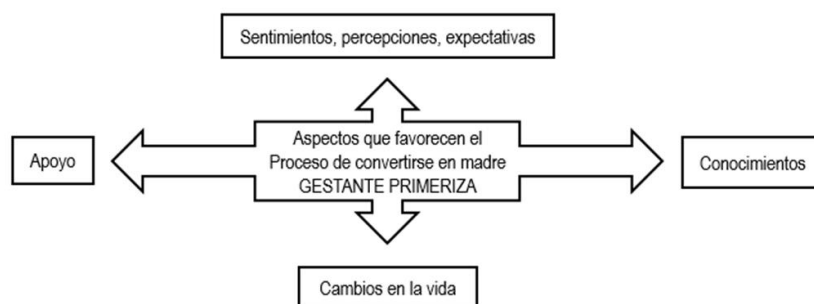 Sentimientos, percepciones, expectativas
Apoyo
Aspectos que favorecen el
Proceso de convertirse en madre
GESTANTE PRIMERIZA
Conocimientos
Cambios en la vida